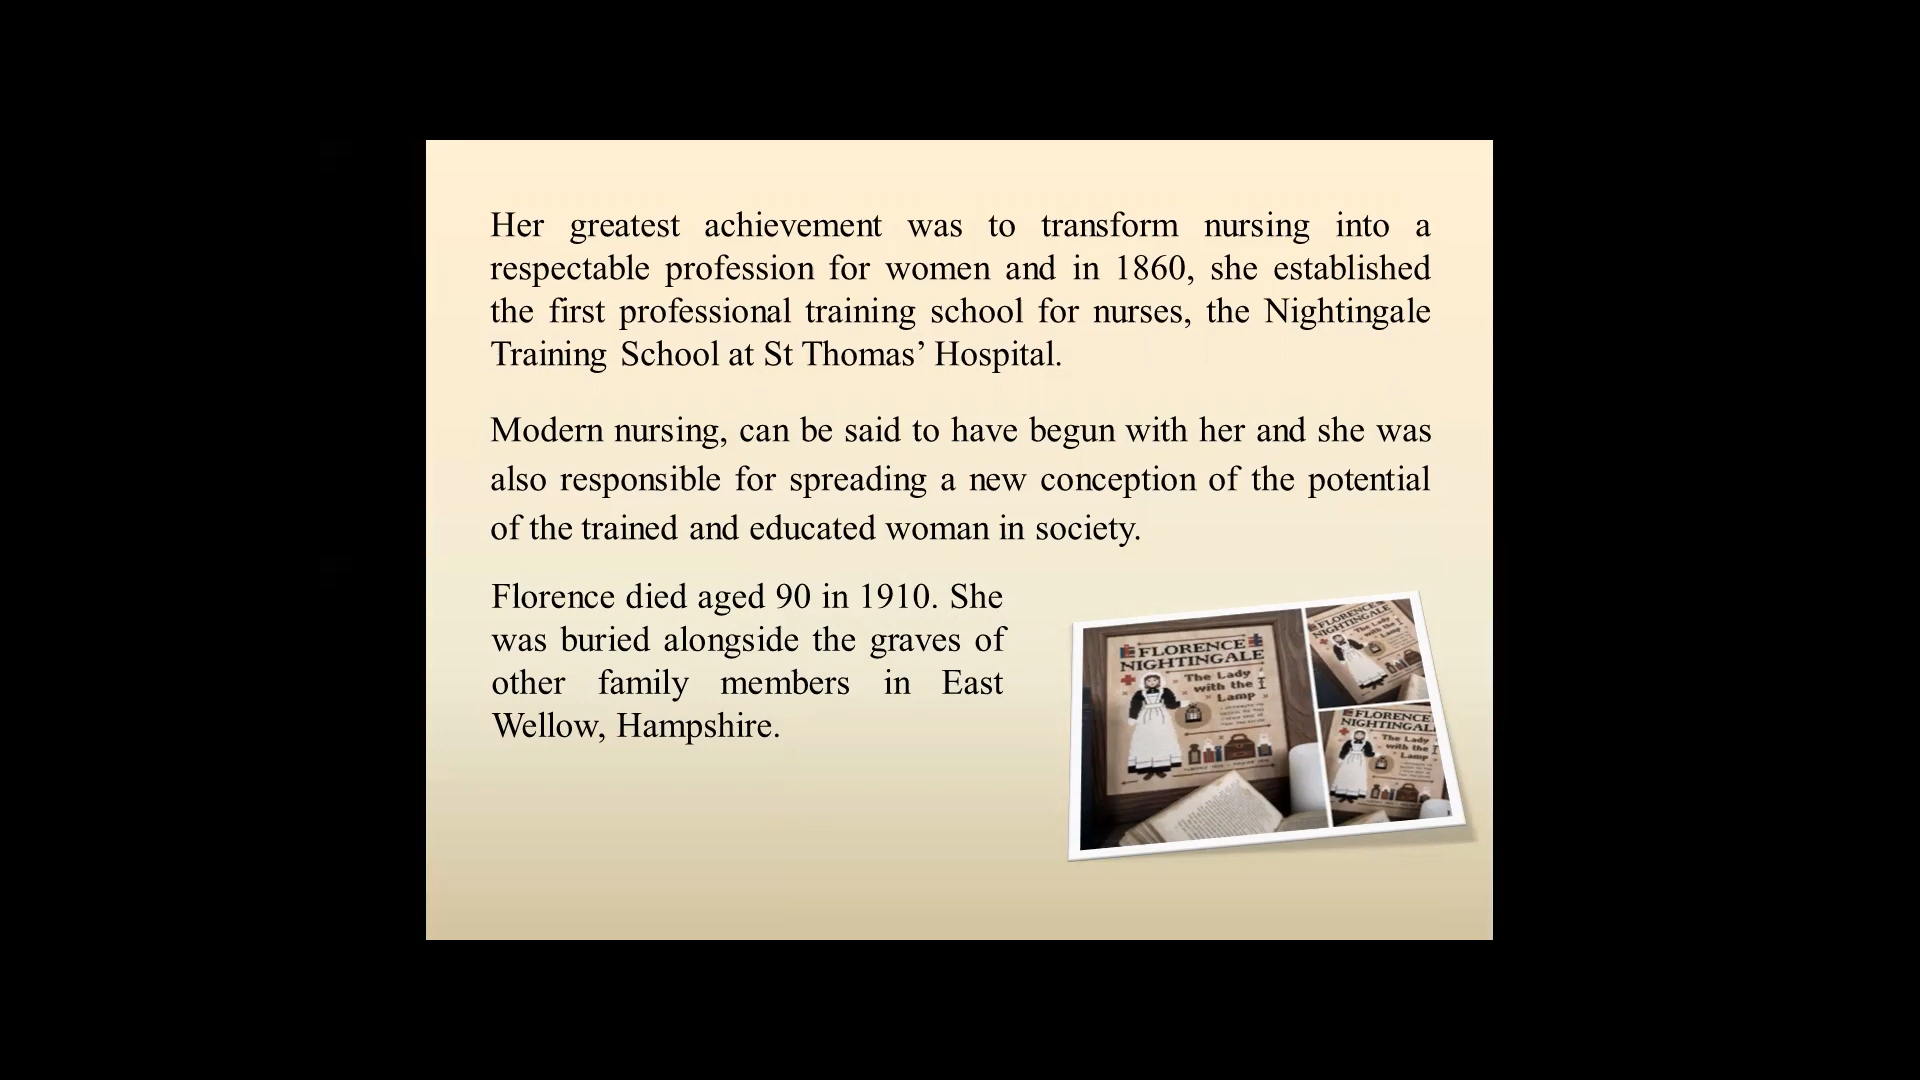 Her greatest achievement was to transform nursing into a
respectable profession for women and in 1860, she established
the first professional training school for nurses, the Nightingale
Training School at St Thomas’ Hospital.
Modern nursing, can be said to have begun with her and she was
also responsible for spreading a new conception of the potential
of the trained and educated woman in society.
Florence died aged 90 in 1910. She
was buried alongside the graves of
other family members in East
Wellow, Hampshire.
FLORENCE
NIGHTINGALE
The Lady
with the
Lamp
FLORENCE
NIGHTINGALE
The Lady
with the
Lamp
FLORENCE
NIGHTINGAL
The Lady
with the
Lamp